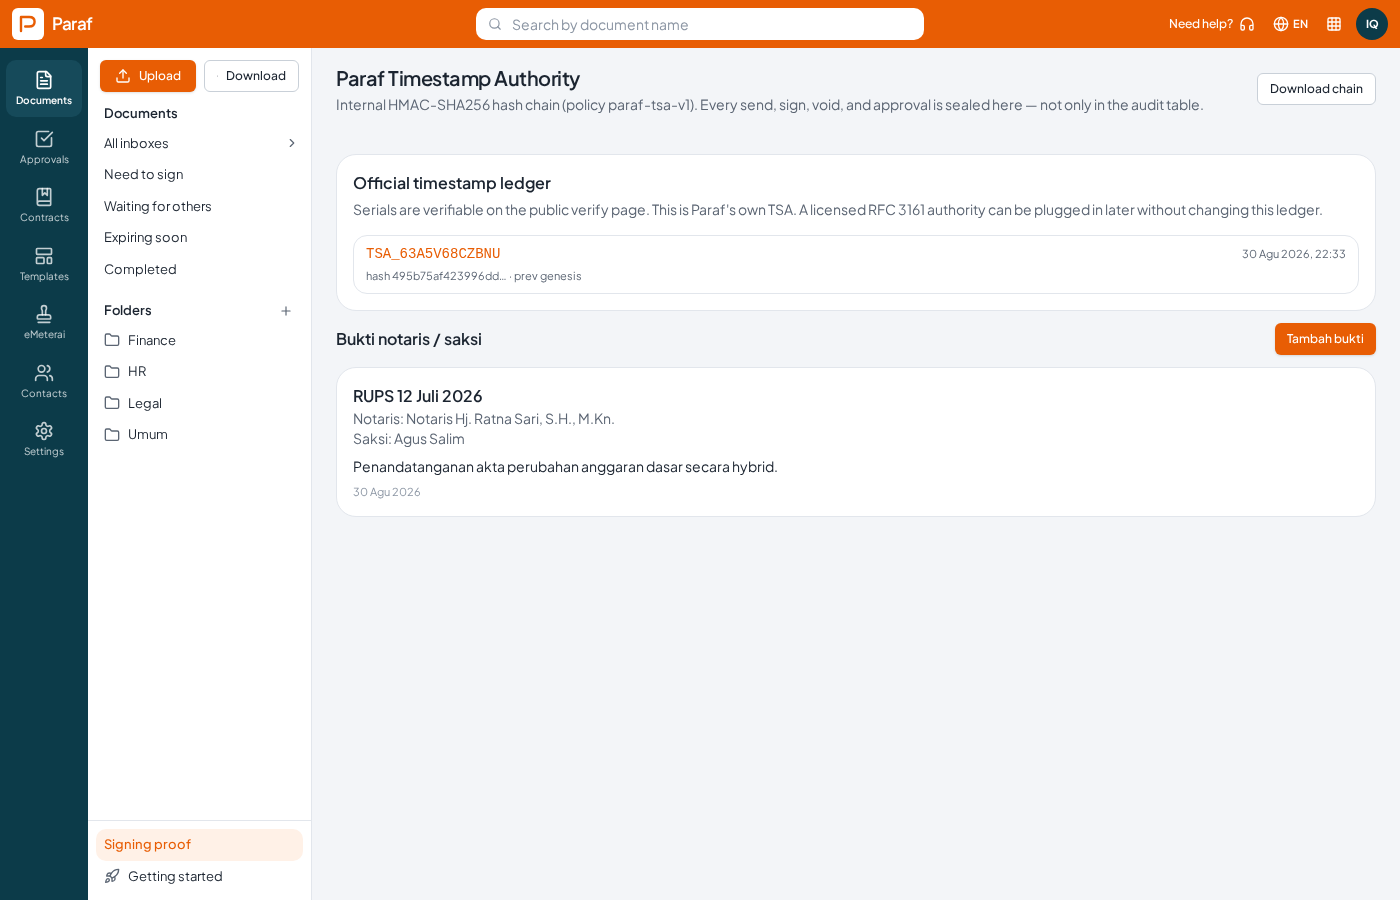 Paraf
Search by document name
Need help?
EN
IQ
Documents
Approvals
Contracts
Templates
eMeterai
Contacts
Settings
Upload
Download
Documents
All inboxes
Need to sign
Waiting for others
Expiring soon
Completed
Folders
Finance
HR
Legal
Umum
Signing proof
Getting started
Paraf Timestamp Authority
Internal HMAC-SHA256 hash chain (policy paraf-tsa-v1). Every send, sign, void, and approval is sealed here — not only in the audit table.
Download chain
Official timestamp ledger
Serials are verifiable on the public verify page. This is Paraf's own TSA. A licensed RFC 3161 authority can be plugged in later without changing this ledger.
TSA_63A5V68CZBNU
30 Agu 2026, 22:33
hash 495b75af423996dd… · prev genesis
Bukti notaris / saksi
Tambah bukti
RUPS 12 Juli 2026
Notaris: Notaris Hj. Ratna Sari, S.H., M.Kn.
Saksi: Agus Salim
Penandatanganan akta perubahan anggaran dasar secara hybrid.
30 Agu 2026